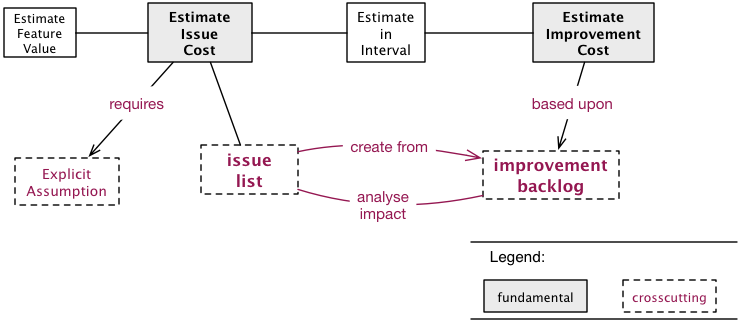 Estimate
Feature
Value
Estimate
Issue
Cost
Estimate
in
Interval
Estimate
Improvement
Cost
requires
based upon
Explicit
Assumption
issue
list
create from
analyse
impact
improvement
backlog
Legend:
fundamental
crosscutting